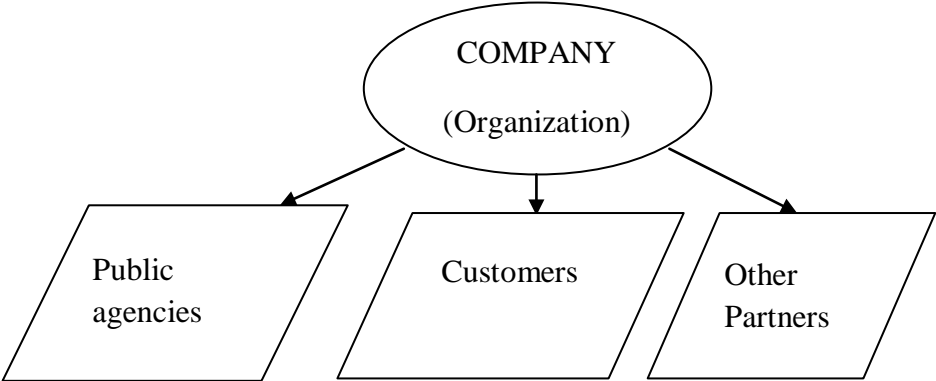 COMPANY
(Organization)
Public
agencies
Customers
Other
Partners